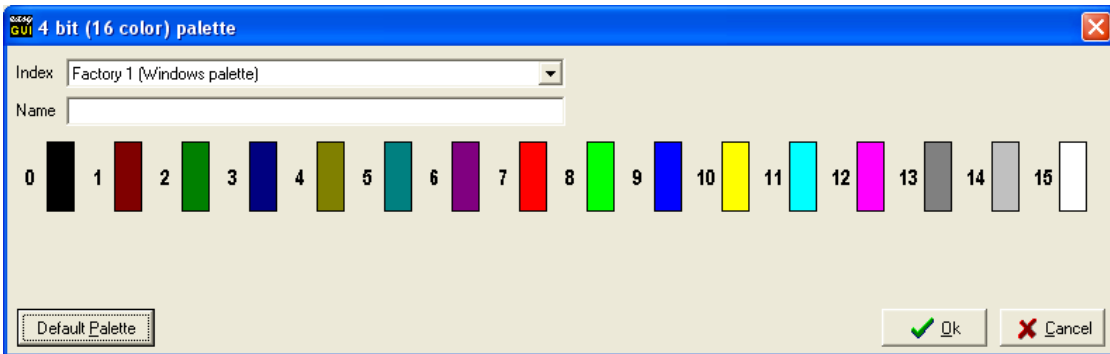 easy GUI 4 bit (16 color) palette
Index Factory 1 (Windows palette)
Name
0 1 2 3 4 5 6 7 8 9 10 11 12 13 14 15
Default Palette Ok Cancel